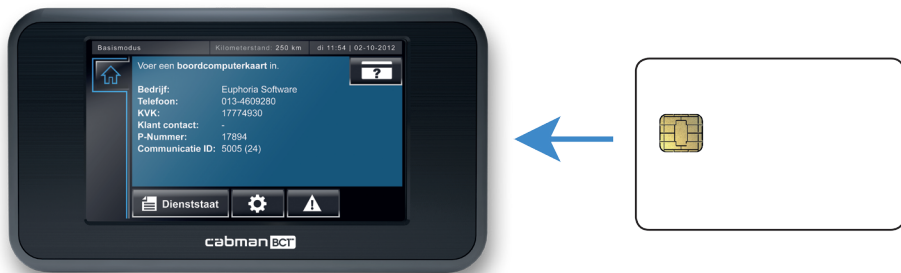 Basismodus Kilometerstand: 250 km di 11:54 | 02-10-2012
Voer een boordcomputerkaart in.
?
Bedrijf: Euphoria Software
Telefoon: 013-4609280
KVK: 17774930
Klant contact: -
P-Nummer: 17894
Communicatie ID: 5005 (24)
Dienststaat
cabman BCT